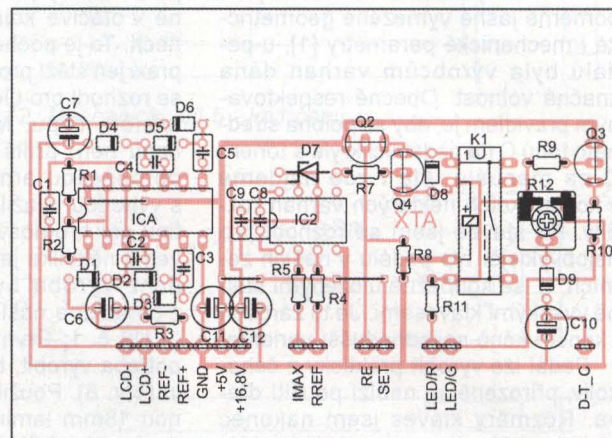 C7
D4
D5
D6
Q2
K1
Q3
C4
C5
D7
R7
R9
C1
R1
Q4
D8
R12
C9
C8
ICA
IC2
XTA
R2
C2
C3
R10
D1
D2
R5
R4
R8
D9
C6
D3
R3
C11
C12
R11
C10
LCD-
LCD+
REF-
REF+
GND
+5V
+16.8V
IMAX
RREF
RE
SET
LED/R
LED/G